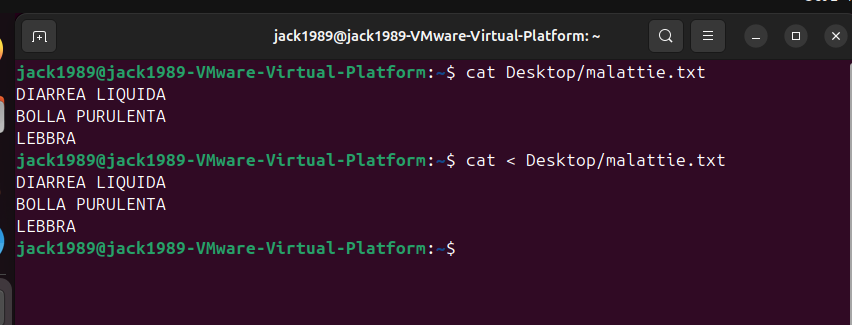 jack1989@jack1989-VMware-Virtual-Platform: ~
jack1989@jack1989-VMware-Virtual-Platform:~$ cat Desktop/malattie.txt
DIARREA LIQUIDA
BOLLA PURULENTA
LEBBRA
jack1989@jack1989-VMware-Virtual-Platform:~$ cat < Desktop/malattie.txt
DIARREA LIQUIDA
BOLLA PURULENTA
LEBBRA
jack1989@jack1989-VMware-Virtual-Platform:~$